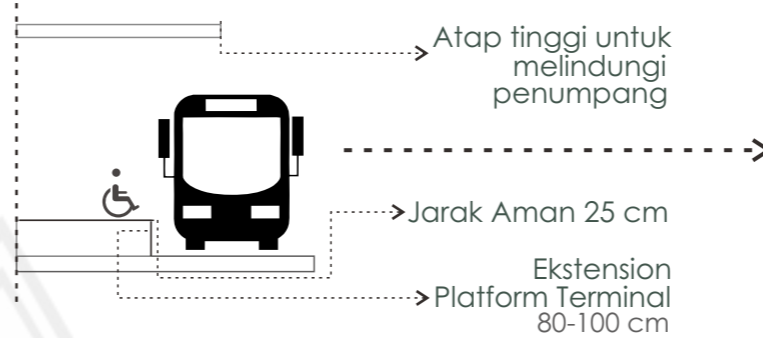 Atap tinggi untuk
melindungi
penumpang
Jarak Aman 25 cm
Ekstension
Platform Terminal
80-100 cm